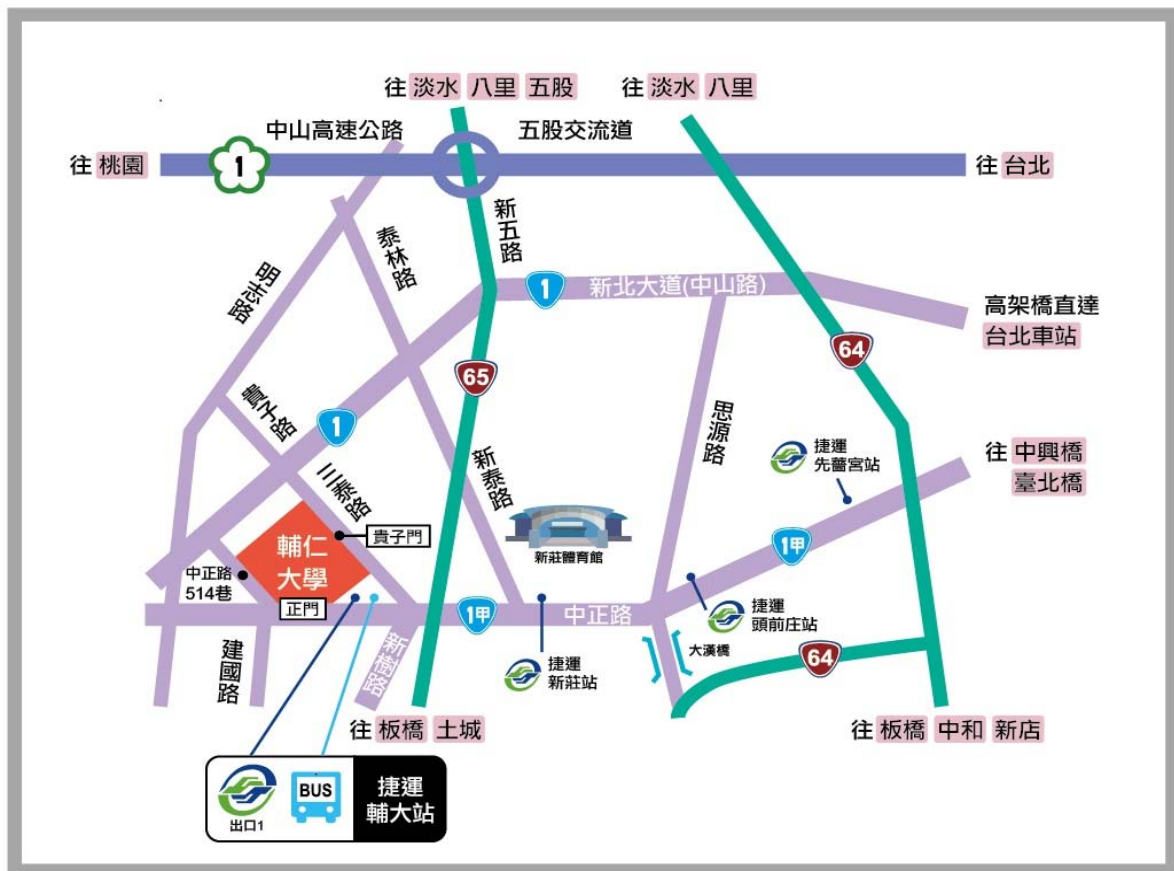 往 淡水 八里 五股
往 淡水 八里
中山高速公路
五股交流道
往 桃園
1
往 台北
新五路
泰林路
明志路
1
新北大道(中山路)
高架橋直達
台北車站
65
64
貴子路
1
思源路
捷運
先嗇宮站
往 中興橋
臺北橋
三泰路
新泰路
輔仁
大學
貴子門
新莊體育館
1甲
中正路
514巷
正門
1甲
中正路
捷運
頭前庄站
建國路
新樹路
捷運
新莊站
大漢橋
64
往 板橋 土城
往 板橋 中和 新店
出口1
BUS
捷運
輔大站